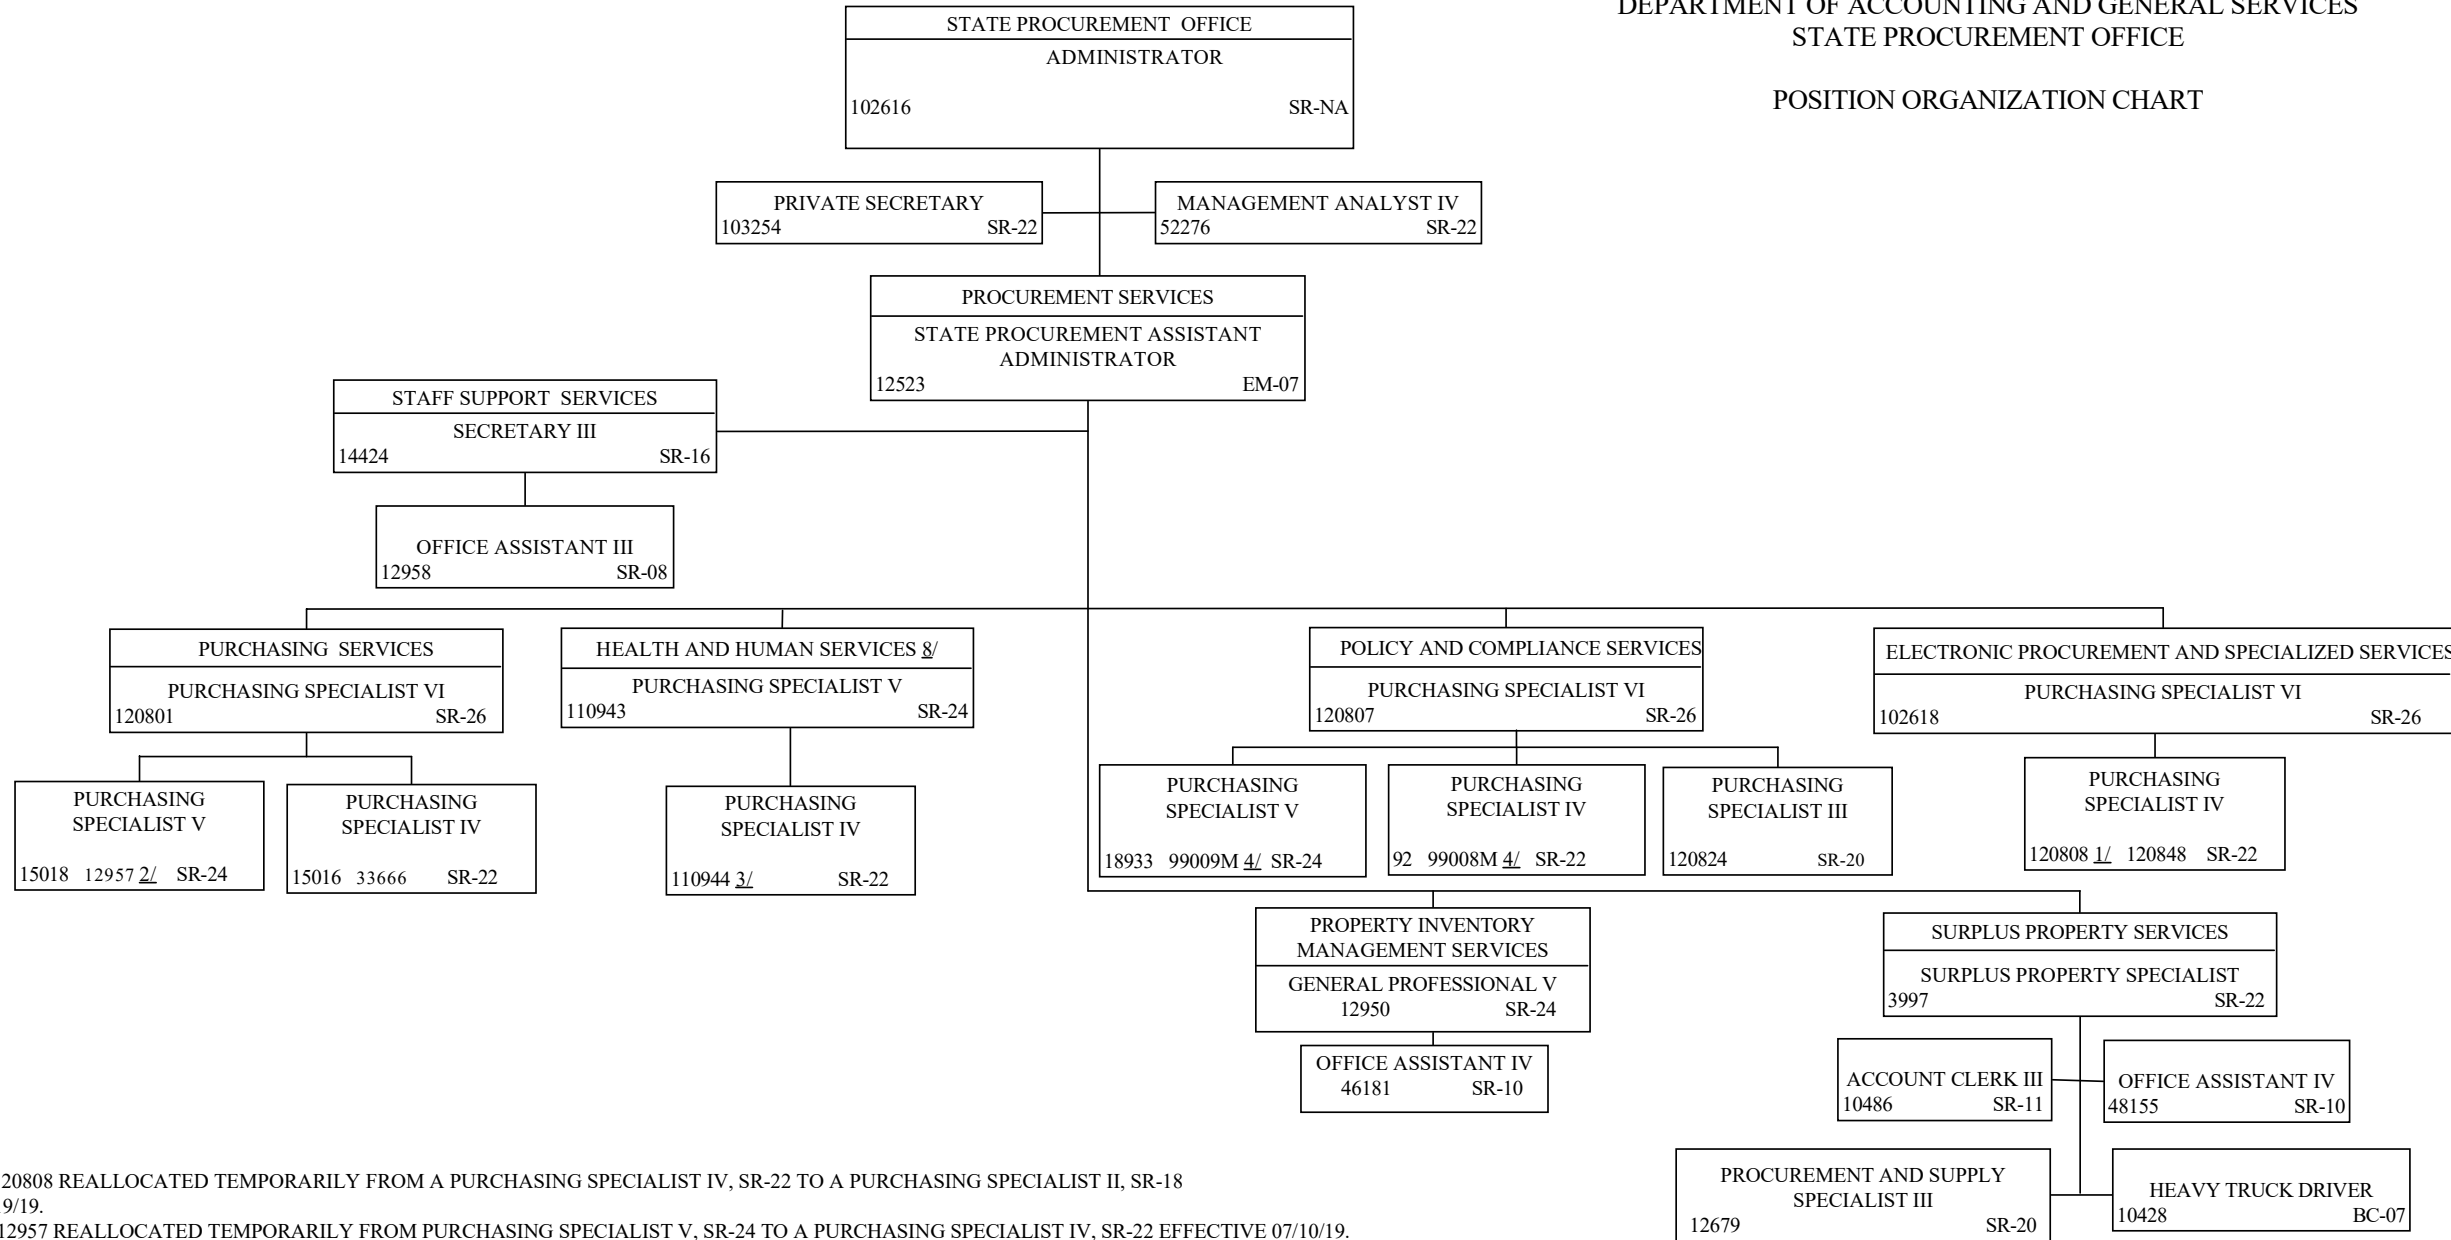 DEPARTMENT OF ACCOUNTING AND GENERAL SERVICES
STATE PROCUREMENT OFFICE
POSITION ORGANIZATION CHART
STATE PROCUREMENT OFFICE
ADMINISTRATOR
102616 SR-NA
PRIVATE SECRETARY
103254 SR-22
MANAGEMENT ANALYST IV
52276 SR-22
PROCUREMENT SERVICES
STATE PROCUREMENT ASSISTANT
ADMINISTRATOR
12523 EM-07
STAFF SUPPORT SERVICES
SECRETARY III
14424 SR-16
OFFICE ASSISTANT III
12958 SR-08
PURCHASING SERVICES
PURCHASING SPECIALIST VI
120801 SR-26
HEALTH AND HUMAN SERVICES 8/
PURCHASING SPECIALIST V
110943 SR-24
POLICY AND COMPLIANCE SERVICES
PURCHASING SPECIALIST VI
120807 SR-26
ELECTRONIC PROCUREMENT AND SPECIALIZED SERVICES
PURCHASING SPECIALIST VI
102618 SR-26
PURCHASING
SPECIALIST V
15018 12957 2/ SR-24
PURCHASING
SPECIALIST IV
15016 33666 SR-22
PURCHASING
SPECIALIST IV
110944 3/ SR-22
PURCHASING
SPECIALIST V
18933 99009M 4/ SR-24
PURCHASING
SPECIALIST IV
92 99008M 4/ SR-22
PURCHASING
SPECIALIST III
120824 SR-20
PURCHASING
SPECIALIST IV
120808 1/ 120848 SR-22
PROPERTY INVENTORY
MANAGEMENT SERVICES
GENERAL PROFESSIONAL V
12950 SR-24
OFFICE ASSISTANT IV
46181 SR-10
SURPLUS PROPERTY SERVICES
SURPLUS PROPERTY SPECIALIST
3997 SR-22
ACCOUNT CLERK III
10486 SR-11
OFFICE ASSISTANT IV
48155 SR-10
PROCUREMENT AND SUPPLY
SPECIALIST III
12679 SR-20
HEAVY TRUCK DRIVER
10428 BC-07
20808 REALLOCATED TEMPORARILY FROM A PURCHASING SPECIALIST IV, SR-22 TO A PURCHASING SPECIALIST II, SR-18
9/19.
12957 REALLOCATED TEMPORARILY FROM PURCHASING SPECIALIST V, SR-24 TO A PURCHASING SPECIALIST IV, SR-22 EFFECTIVE 07/10/19.